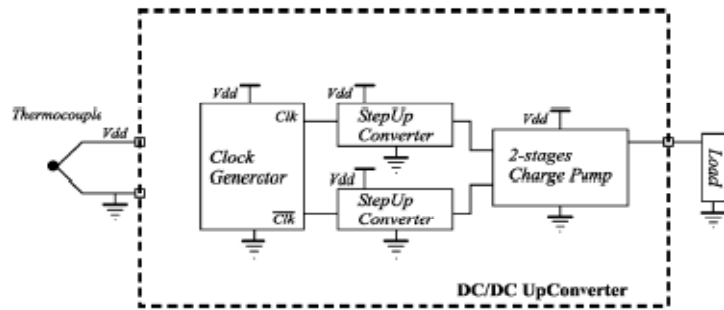 Thermocouple
Vdd
Vdd
Clk
Clock
Generator
Clk
Vdd
StepUp
Converter
Vdd
StepUp
Converter
Vdd
2-stages
Charge Pump
Load
DC/DC UpConverter